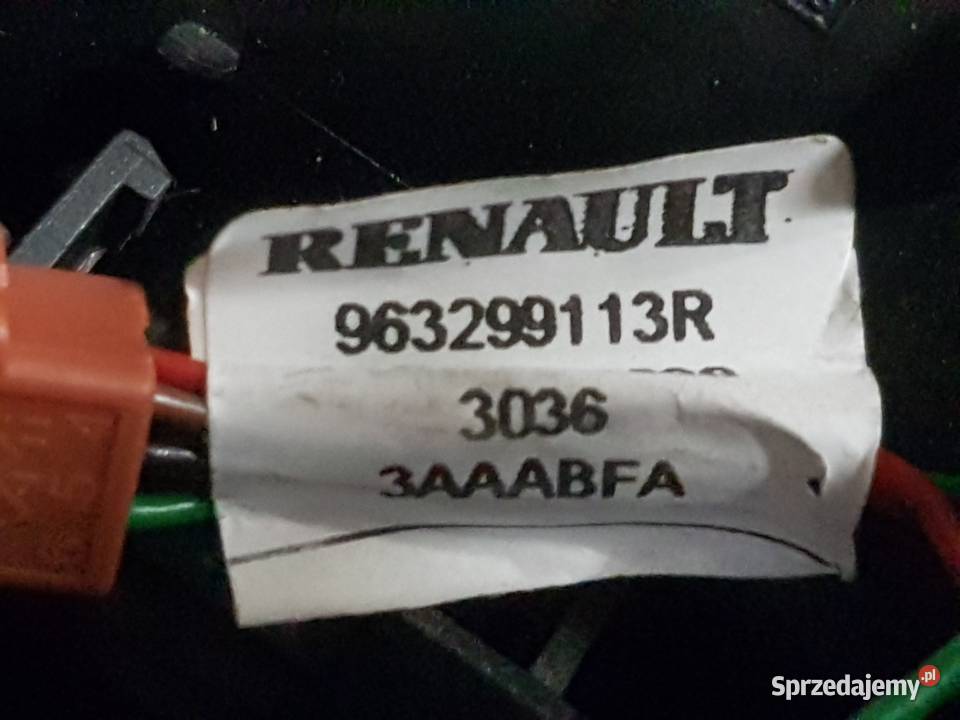 RENAULT
963299113R
3036
3AAABFA
Sprzedajemy.pl